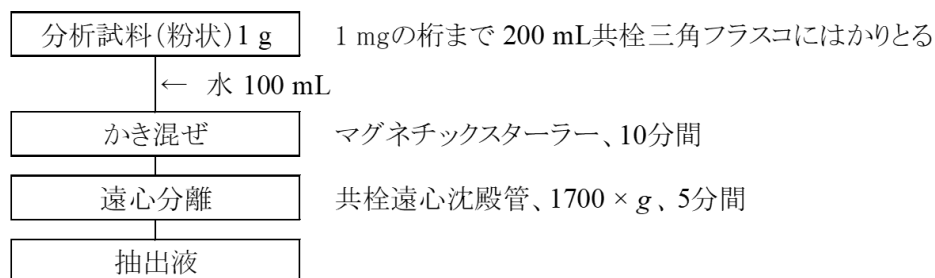 分析試料（粉状）1 g　1 mgの桁まで 200 mL共栓三角フラスコにはかりとる
← 水 100 mL
かき混ぜ　マグネチックスターラー、10分間
遠心分離　共栓遠心沈殿管、1700 × g 、5分間
抽出液